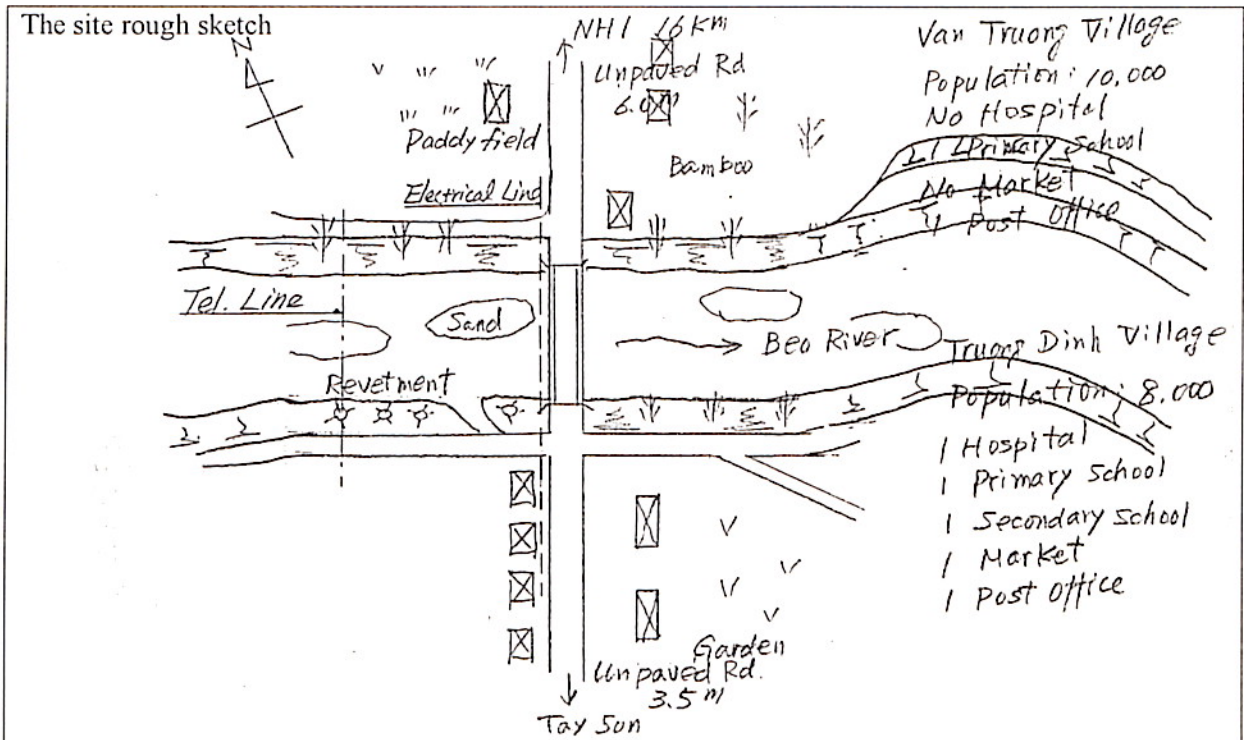 The site rough sketch
N
NH1 16 km
Unpaved Rd
6.0m
Van Truong Village
Population: 10,000
No Hospital
1 Primary School
No Market
1 Post Office
Paddy field
Bamboo
Electrical Line
Tel. Line
Sand
Beo River
Revetment
Truong Dinh Village
Population: 8.000
1 Hospital
1 Primary School
1 Secondary School
1 Market
1 Post Office
Garden
Unpaved Rd.
3.5 m
Tay Son